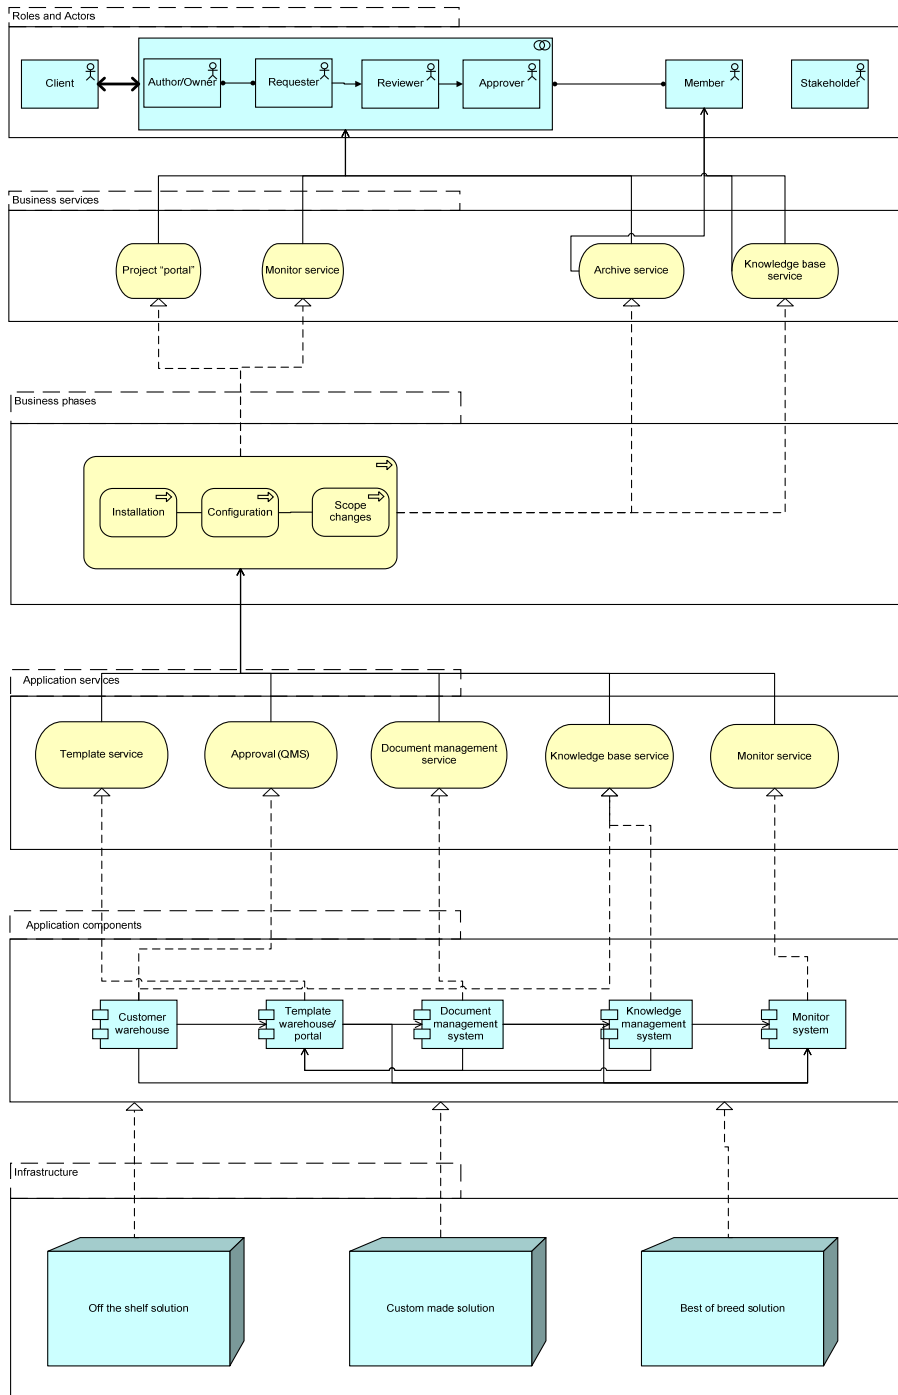 Roles and Actors
Client
Author/Owner
Requester
Reviewer
Approver
Member
Stakeholder
Business services
Project “portal”
Monitor service
Archive service
Knowledge base
service
Business phases
Installation
Configuration
Scope
changes
Application services
Template service
Approval (QMS)
Document management
service
Knowledge base service
Monitor service
Application components
Customer
warehouse
Template
warehouse/
portal
Document
management
system
Knowledge
management
system
Monitor
system
Infrastructure
Off the shelf solution
Custom made solution
Best of breed solution